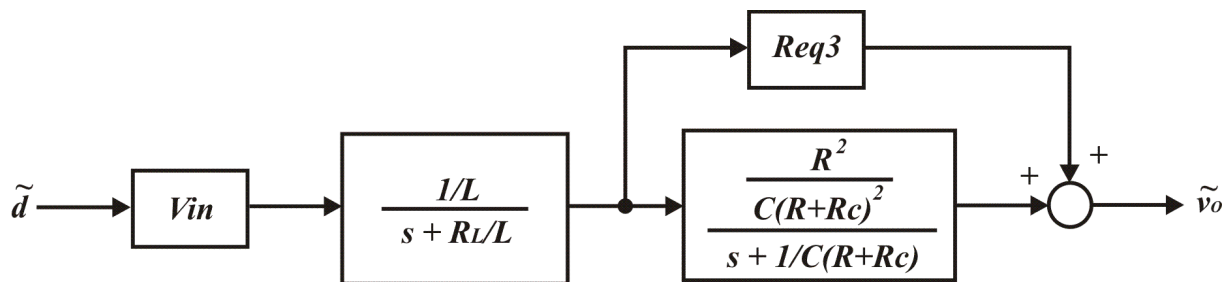 Req3
d̃
Vin
1/L
s + RL/L
R²
C(R+Rc)²
s + 1/C(R+Rc)
+
+
ṽo